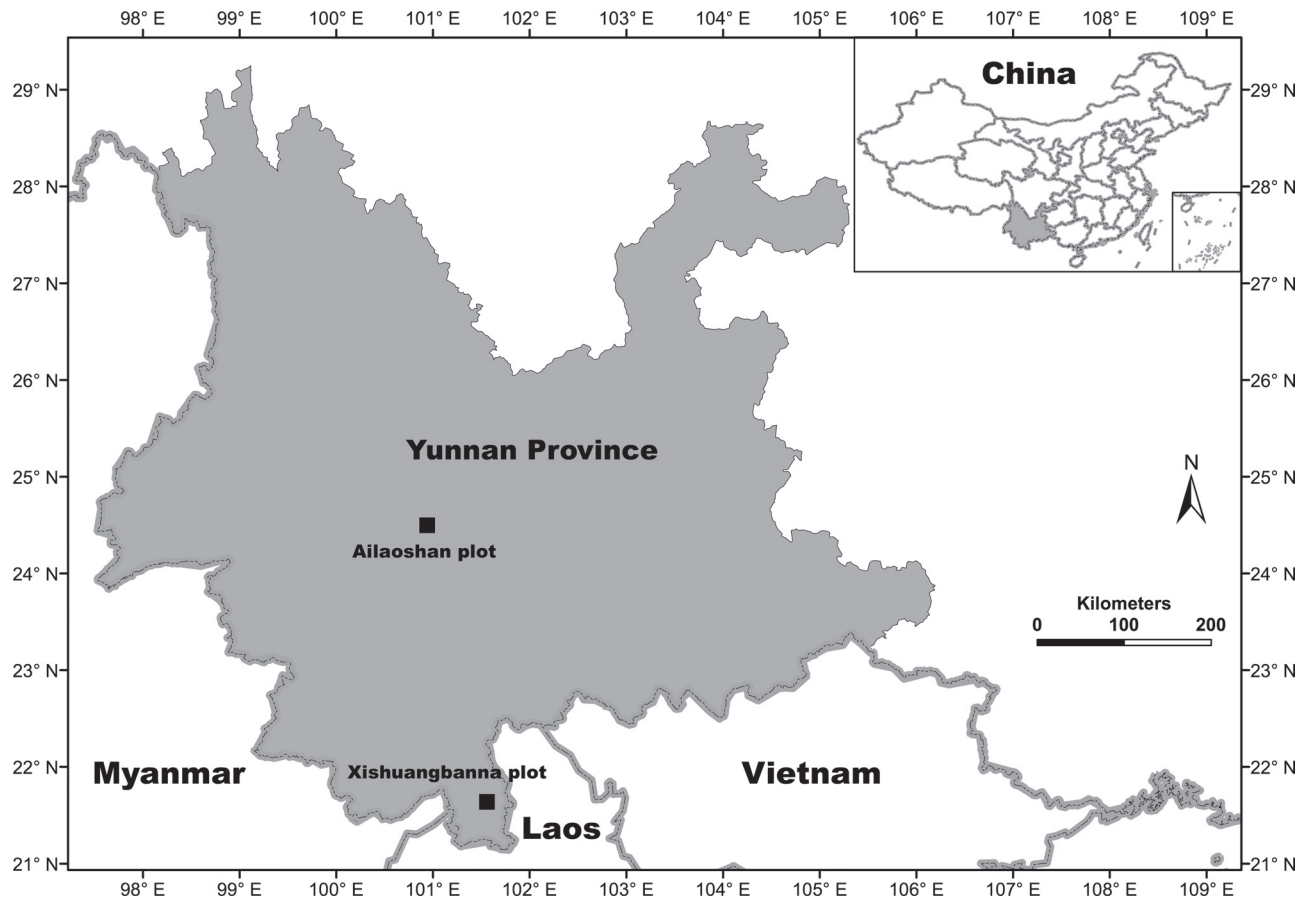 98° E 99° E 100° E 101° E 102° E 103° E 104° E 105° E 106° E 107° E 108° E 109° E
China
29° N 29° N
28° N 28° N
27° N 27° N
26° N 26° N
Yunnan Province
25° N 25° N
N
Ailaoshan plot
24° N 24° N
Kilometers
0 100 200
23° N 23° N
22° N 22° N
Myanmar
Xishuangbanna plot
Vietnam
Laos
21° N 21° N
98° E 99° E 100° E 101° E 102° E 103° E 104° E 105° E 106° E 107° E 108° E 109° E